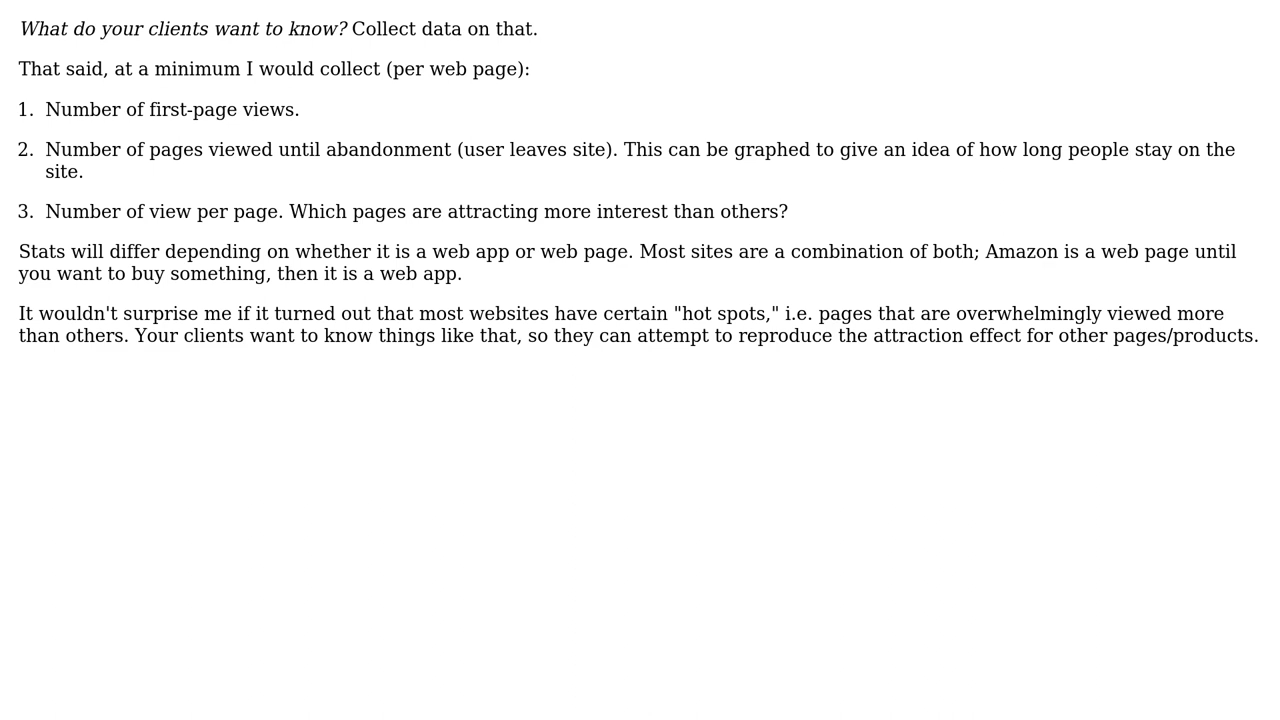 What do your clients want to know? Collect data on that.
That said, at a minimum I would collect (per web page):
1. Number of first-page views.
2. Number of pages viewed until abandonment (user leaves site). This can be graphed to give an idea of how long people stay on the
site.
3. Number of view per page. Which pages are attracting more interest than others?
Stats will differ depending on whether it is a web app or web page. Most sites are a combination of both; Amazon is a web page until
you want to buy something, then it is a web app.
It wouldn't surprise me if it turned out that most websites have certain "hot spots," i.e. pages that are overwhelmingly viewed more
than others. Your clients want to know things like that, so they can attempt to reproduce the attraction effect for other pages/products.